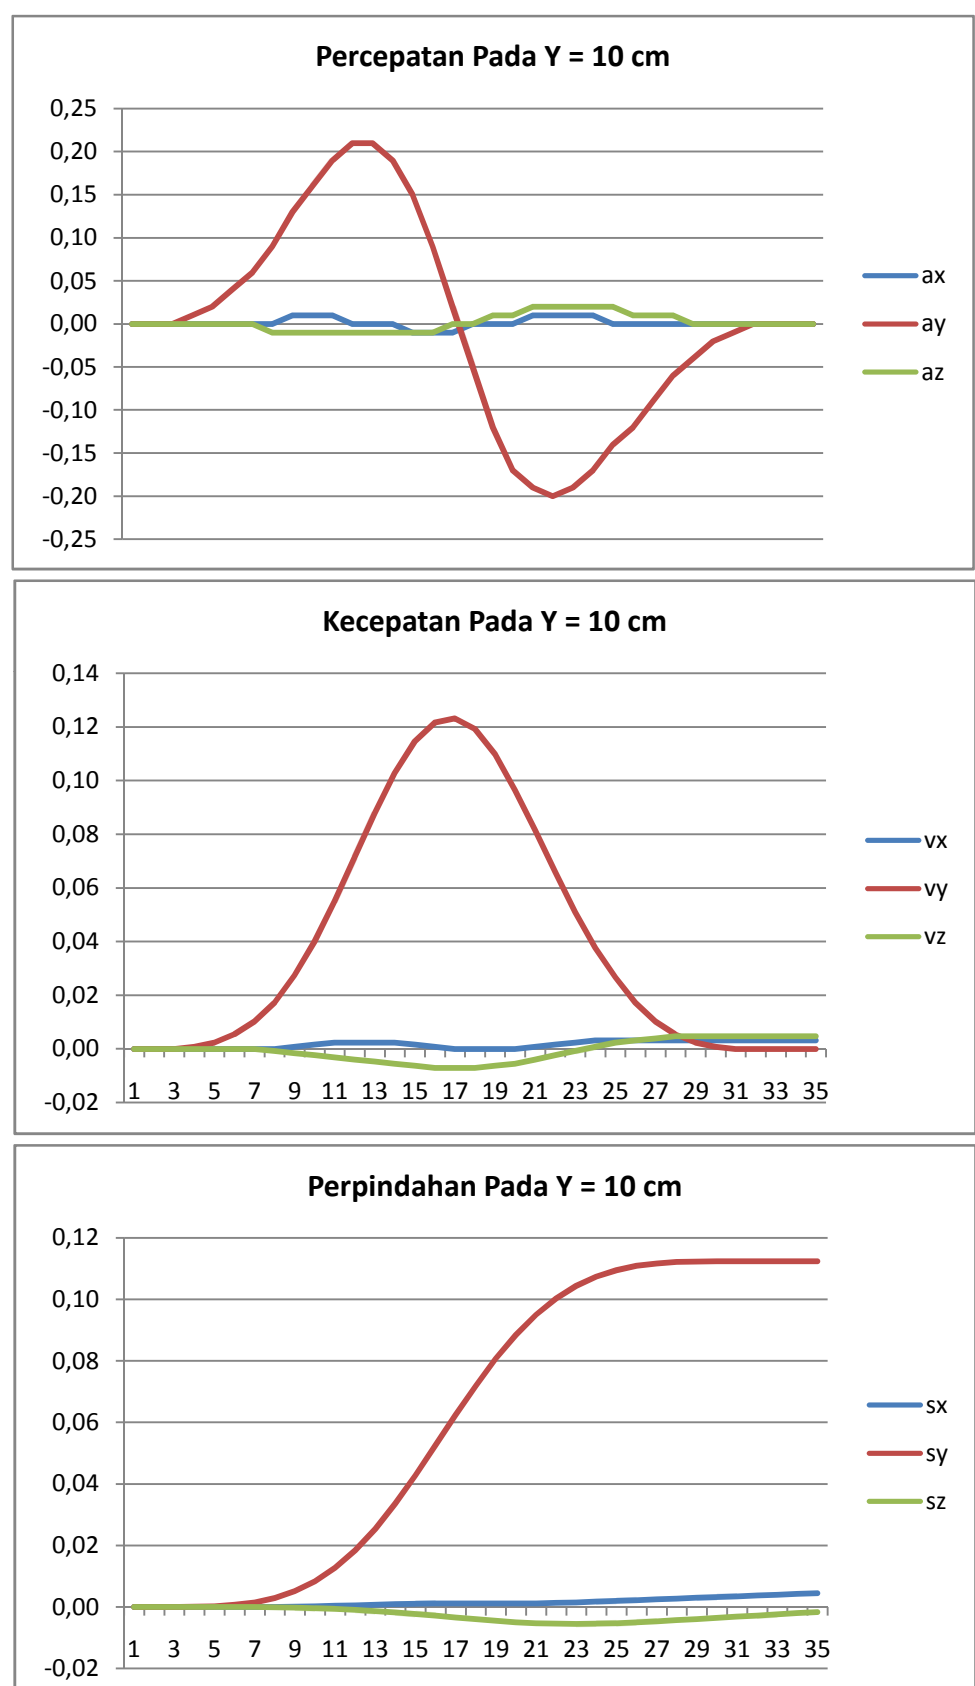 Percepatan Pada Y = 10 cm
0,25
0,20
0,15
0,10
0,05
0,00
-0,05
-0,10
-0,15
-0,20
-0,25
ax
ay
az
Kecepatan Pada Y = 10 cm
0,14
0,12
0,10
0,08
0,06
0,04
0,02
0,00
-0,02
1 3 5 7 9 11 13 15 17 19 21 23 25 27 29 31 33 35
vx
vy
vz
Perpindahan Pada Y = 10 cm
0,12
0,10
0,08
0,06
0,04
0,02
0,00
-0,02
1 3 5 7 9 11 13 15 17 19 21 23 25 27 29 31 33 35
sx
sy
sz